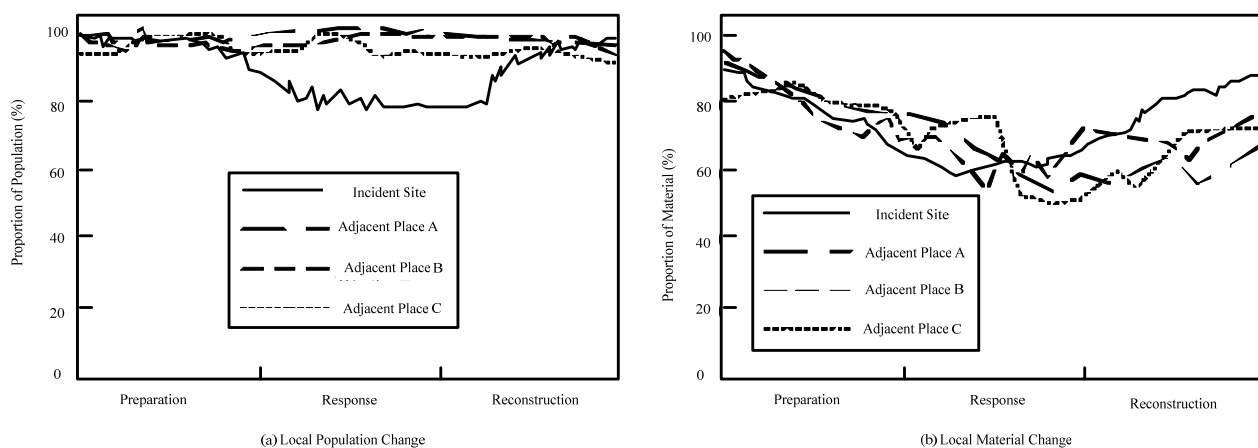 Proportion of Population (%)
100
80
60
40
20
0
Incident Site
Adjacent Place A
Adjacent Place B
Adjacent Place C
Preparation
Response
Reconstruction
(a) Local Population Change
Proportion of Material (%)
100
80
60
40
20
0
Incident Site
Adjacent Place A
Adjacent Place B
Adjacent Place C
Preparation
Response
Reconstruction
(b) Local Material Change